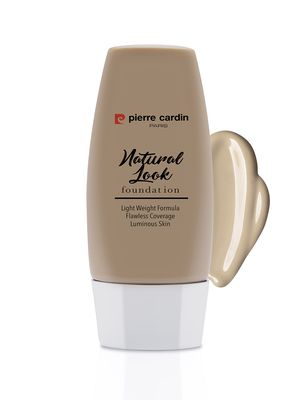 pierre cardin
PARIS
Natural
Look
foundation
Light Weight Formula
Flawless Coverage
Luminous Skin